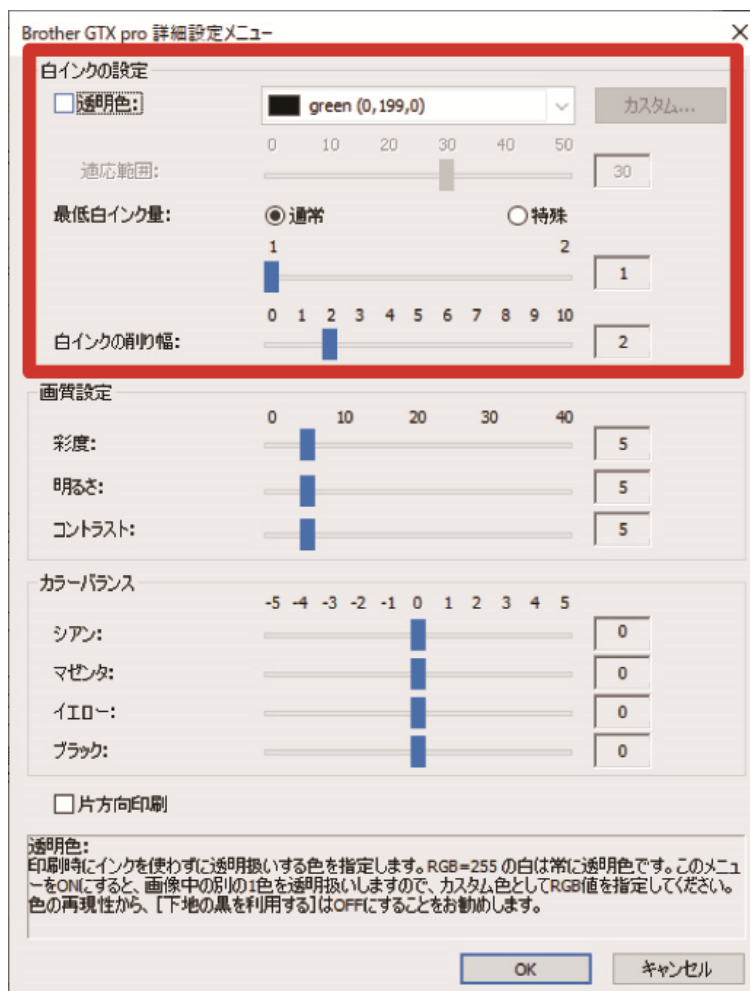 Brother GTX pro 詳細設定メニュー
白インクの設定
透明色:
green (0,199,0)
カスタム...
0 10 20 30 40 50
適応範囲:
30
最低白インク量:
通常
特殊
1 2
1
0 1 2 3 4 5 6 7 8 9 10
白インクの削り幅:
2
画質設定
0 10 20 30 40
彩度:
5
明るさ:
5
コントラスト:
5
カラーバランス
-5 -4 -3 -2 -1 0 1 2 3 4 5
シアン:
0
マゼンタ:
0
イエロー:
0
ブラック:
0
片方向印刷
透明色:
印刷時にインクを使わずに透明扱いする色を指定します。RGB=255 の白は常に透明色です。このメニュ
ーをONにすると、画像中の別の1色を透明扱いしますので、カスタム色としてRGB値を指定してください。
色の再現性から、[下地の黒を利用する]はOFFにすることをお勧めします。
OK
キャンセル